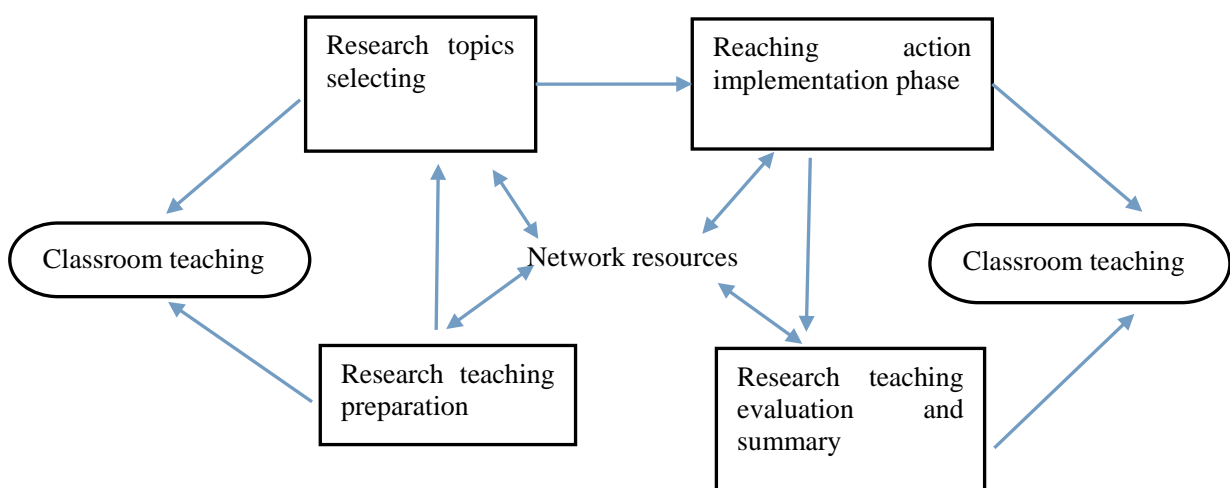 Research topics
selecting
Reaching action
implementation phase
Classroom teaching
Network resources
Classroom teaching
Research teaching
preparation
Research teaching
evaluation and
summary